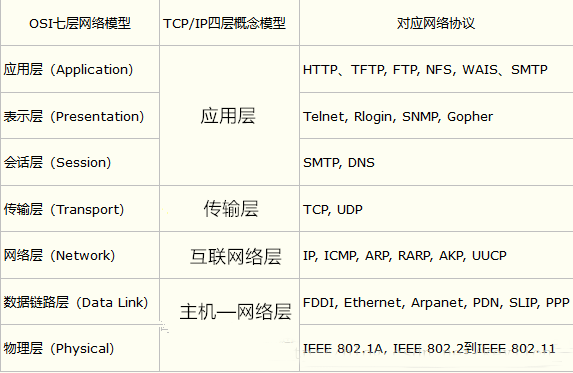 OSI七层网络模型 TCP/IP四层概念模型 对应网络协议
应用层（Application） HTTP、TFTP, FTP, NFS, WAIS、SMTP
表示层（Presentation） 应用层 Telnet, Rlogin, SNMP, Gopher
会话层（Session） SMTP, DNS
传输层（Transport） 传输层 TCP, UDP
网络层（Network） 互联网络层 IP, ICMP, ARP, RARP, AKP, UUCP
数据链路层（Data Link） 主机—网络层 FDDI, Ethernet, Arpanet, PDN, SLIP, PPP
物理层（Physical） IEEE 802.1A, IEEE 802.2到IEEE 802.11